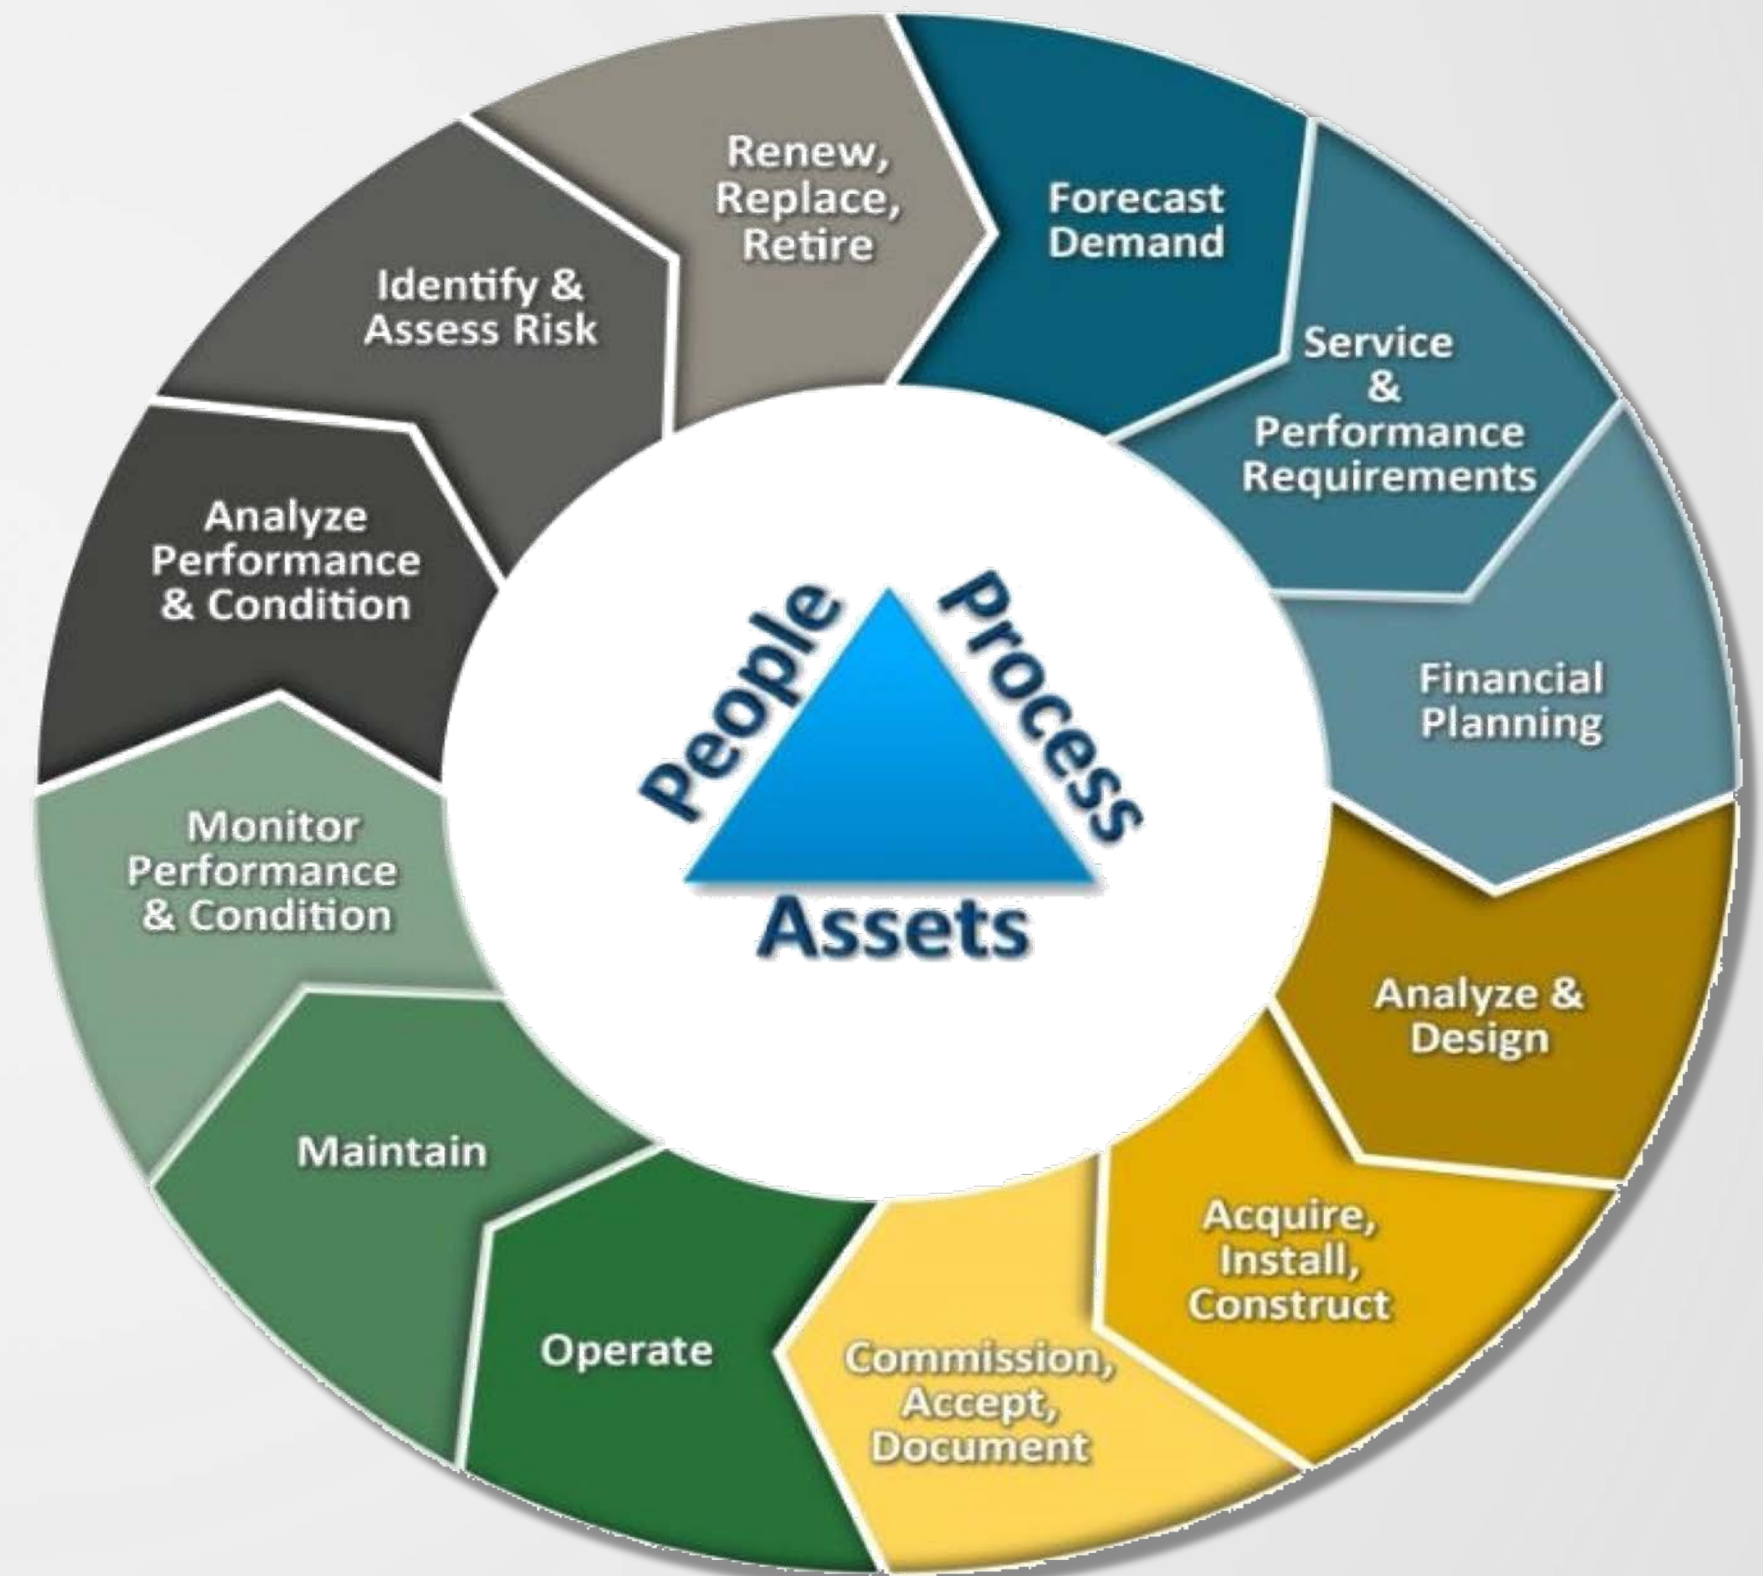 Forecast
Demand
Service
&
Performance
Requirements
Financial
Planning
Analyze &
Design
Acquire,
Install,
Construct
Commission,
Accept,
Document
Operate
Maintain
Monitor
Performance
& Condition
Analyze
Performance
& Condition
Identify &
Assess Risk
Renew,
Replace,
Retire
People
Process
Assets